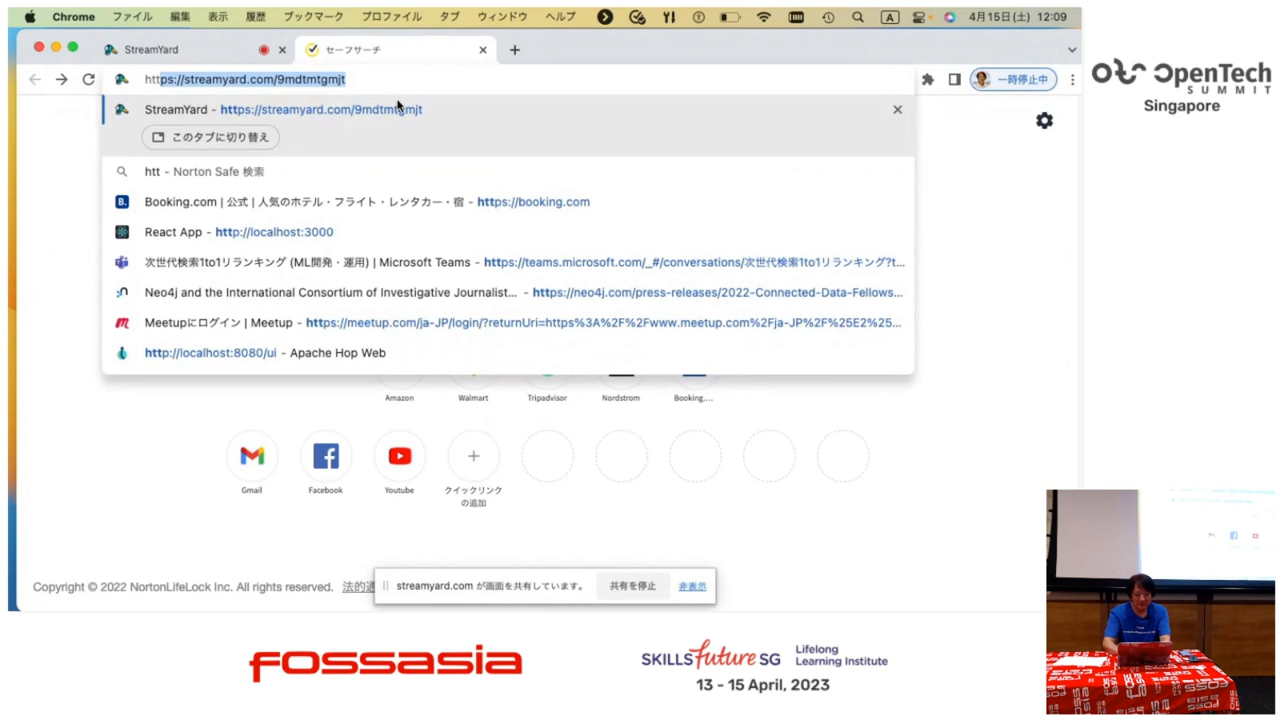 Chrome ファイル 編集 表示 履歴 ブックマーク プロファイル タブ ウィンドウ ヘルプ A 4月15日(土) 12:09
StreamYard セーフサーチ
https://streamyard.com/9mdtmtgmjt 一時停止中
StreamYard - https://streamyard.com/9mdtmtgmjt
このタブに切り替え
htt - Norton Safe 検索
Booking.com | 公式 | 人気のホテル・フライト・レンタカー・宿 - https://booking.com
React App - http://localhost:3000
次世代検索1to1リランキング (ML開発・運用) | Microsoft Teams - https://teams.microsoft.com/_#/conversations/次世代検索1to1リランキング?t...
Neo4j and the International Consortium of Investigative Journalist... - https://neo4j.com/press-releases/2022-Connected-Data-Fellows...
Meetupにログイン | Meetup - https://meetup.com/ja-JP/login/?returnUri=https%3A%2F%2Fwww.meetup.com%2Fja-JP%2F%25E2%25...
http://localhost:8080/ui - Apache Hop Web
Amazon Walmart Tripadvisor Nordstrom Booking....
Gmail Facebook Youtube クイックリンク
の追加
Copyright © 2022 NortonLifeLock Inc. All rights reserved. 法的
streamyard.com が画面を共有しています。 共有を停止 非表示
OpenTech
SUMMIT
Singapore
FOSSASIA
SKILLS future SG
Lifelong
Learning Institute
13 - 15 April, 2023